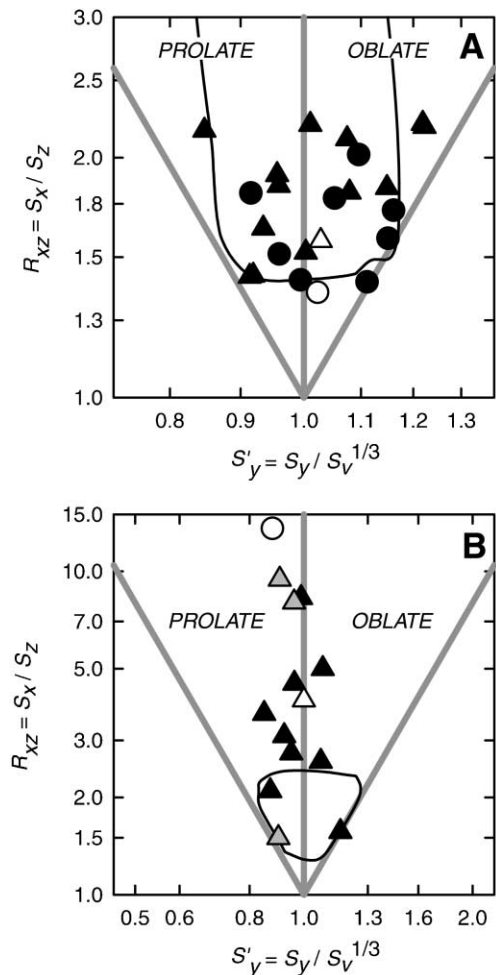 3.0
PROLATE
OBLATE
A
2.5
2.0
1.8
1.5
1.3
1.0
R_XZ = S_X / S_Z
0.8 0.9 1.0 1.1 1.2 1.3
S'_y = S_y / S_v^1/3
15.0
B
10.0
7.0
PROLATE
OBLATE
5.0
3.0
2.0
1.5
1.0
R_XZ = S_X / S_Z
0.5 0.6 0.8 1.0 1.3 1.6 2.0
S'_y = S_y / S_v^1/3